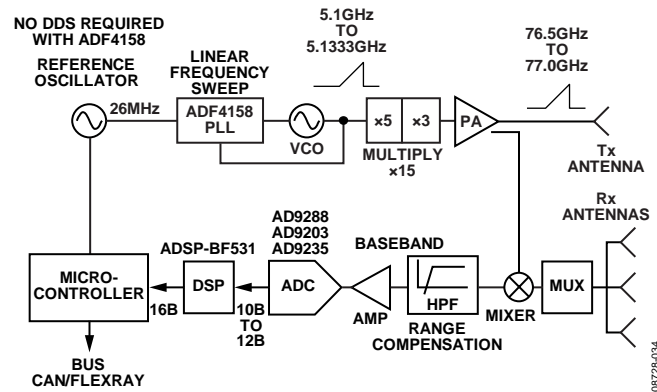 NO DDS REQUIRED
WITH ADF4158
REFERENCE
OSCILLATOR
26MHz
LINEAR
FREQUENCY
SWEEP
ADF4158
PLL
VCO
5.1GHz
TO
5.1333GHz
×5
×3
MULTIPLY
×15
PA
76.5GHz
TO
77.0GHz
Tx
ANTENNA
Rx
ANTENNAS
MICRO-
CONTROLLER
16B
BUS
CAN/FLEXRAY
ADSP-BF531
DSP
10B
TO
12B
AD9288
AD9203
AD9235
ADC
AMP
BASEBAND
HPF
RANGE
COMPENSATION
MIXER
MUX
08728-034